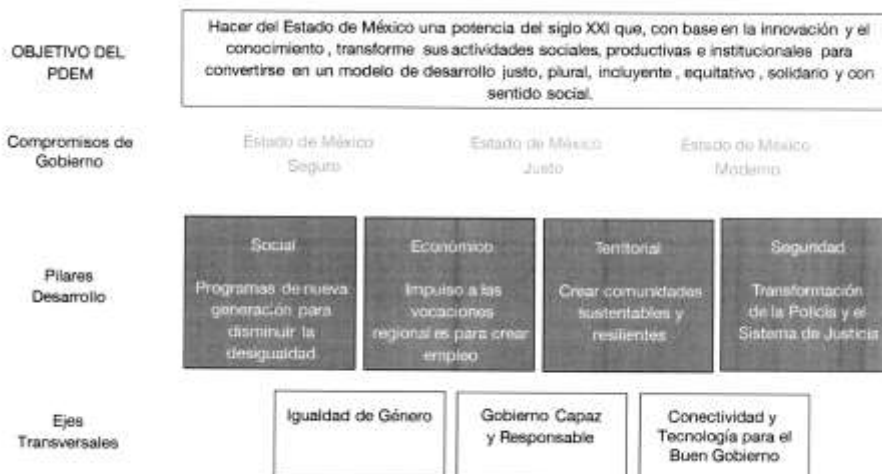 OBJETIVO DEL
PDEM
Hacer del Estado de México una potencia del siglo XXI que, con base en la innovación y el
conocimiento, transforme sus actividades sociales, productivas e institucionales para
convertirse en un modelo de desarrollo justo, plural, incluyente, equitativo, solidario y con
sentido social.
Compromisos de
Gobierno
Estado de México
Seguro
Estado de México
Justo
Estado de México
Moderno
Pilares
Desarrollo
Social
Programas de nueva
generación para
disminuir la
desigualdad
Económico
Impulso a las
vocaciones
regionales para crear
empleo
Territorial
Crear comunidades
sustentables y
resilientes
Seguridad
Transformación
de la Policía y el
Sistema de Justicia
Ejes
Transversales
Igualdad de Género
Gobierno Capaz
y Responsable
Conectividad y
Tecnología para el
Buen Gobierno